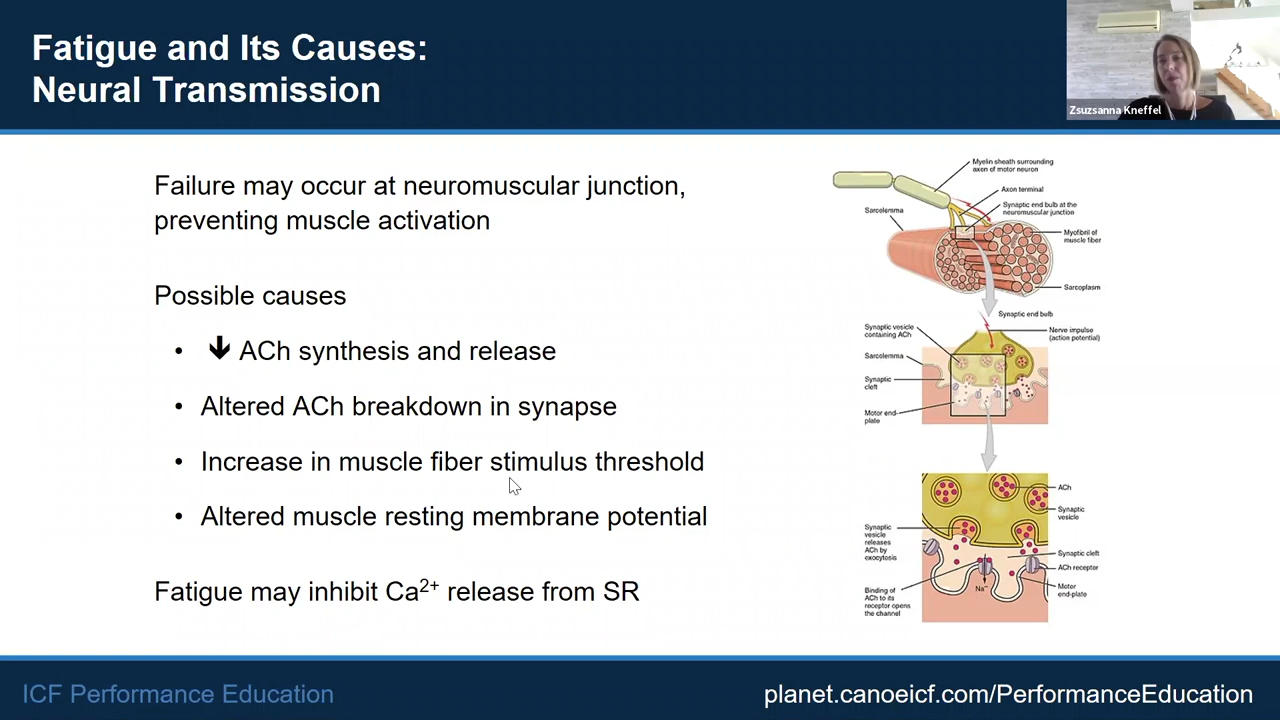 Fatigue and Its Causes:
Neural Transmission
Zsuzsanna Kneffel
Failure may occur at neuromuscular junction,
preventing muscle activation
Possible causes
• 🡻 ACh synthesis and release
• Altered ACh breakdown in synapse
• Increase in muscle fiber stimulus threshold
• Altered muscle resting membrane potential
Fatigue may inhibit Ca²⁺ release from SR
Myelin sheath surrounding
axon of motor neuron
Axon terminal
Synaptic end bulb at the
neuromuscular junction
Sarcolemma
Myofibril of
muscle fiber
Sarcoplasm
Synaptic end bulb
Synaptic vesicle
containing ACh
Nerve impulse
(action potential)
Sarcolemma
Synaptic
cleft
Motor end-
plate
ACh
Synaptic
vesicle
Synaptic
vesicle
releases
ACh by
exocytosis
Synaptic cleft
ACh receptor
Motor
end-plate
Na⁺
Binding of
ACh to its
receptor opens
the channel
ICF Performance Education
planet.canoeicf.com/PerformanceEducation